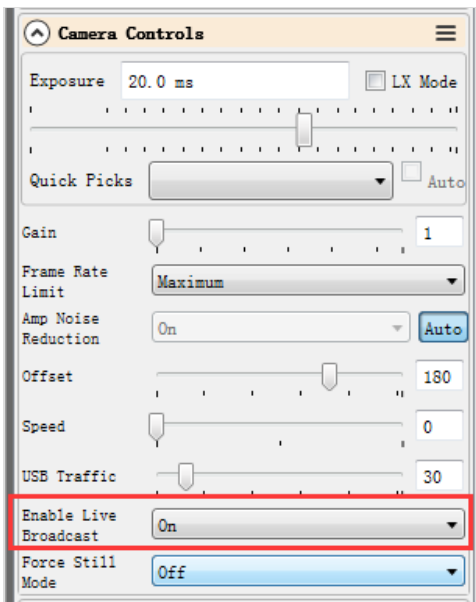 Camera Controls
Exposure 20.0 ms LX Mode
Quick Picks Auto
Gain 1
Frame Rate
Limit Maximum
Amp Noise
Reduction On Auto
Offset 180
Speed 0
USB Traffic 30
Enable Live
Broadcast On
Force Still
Mode Off